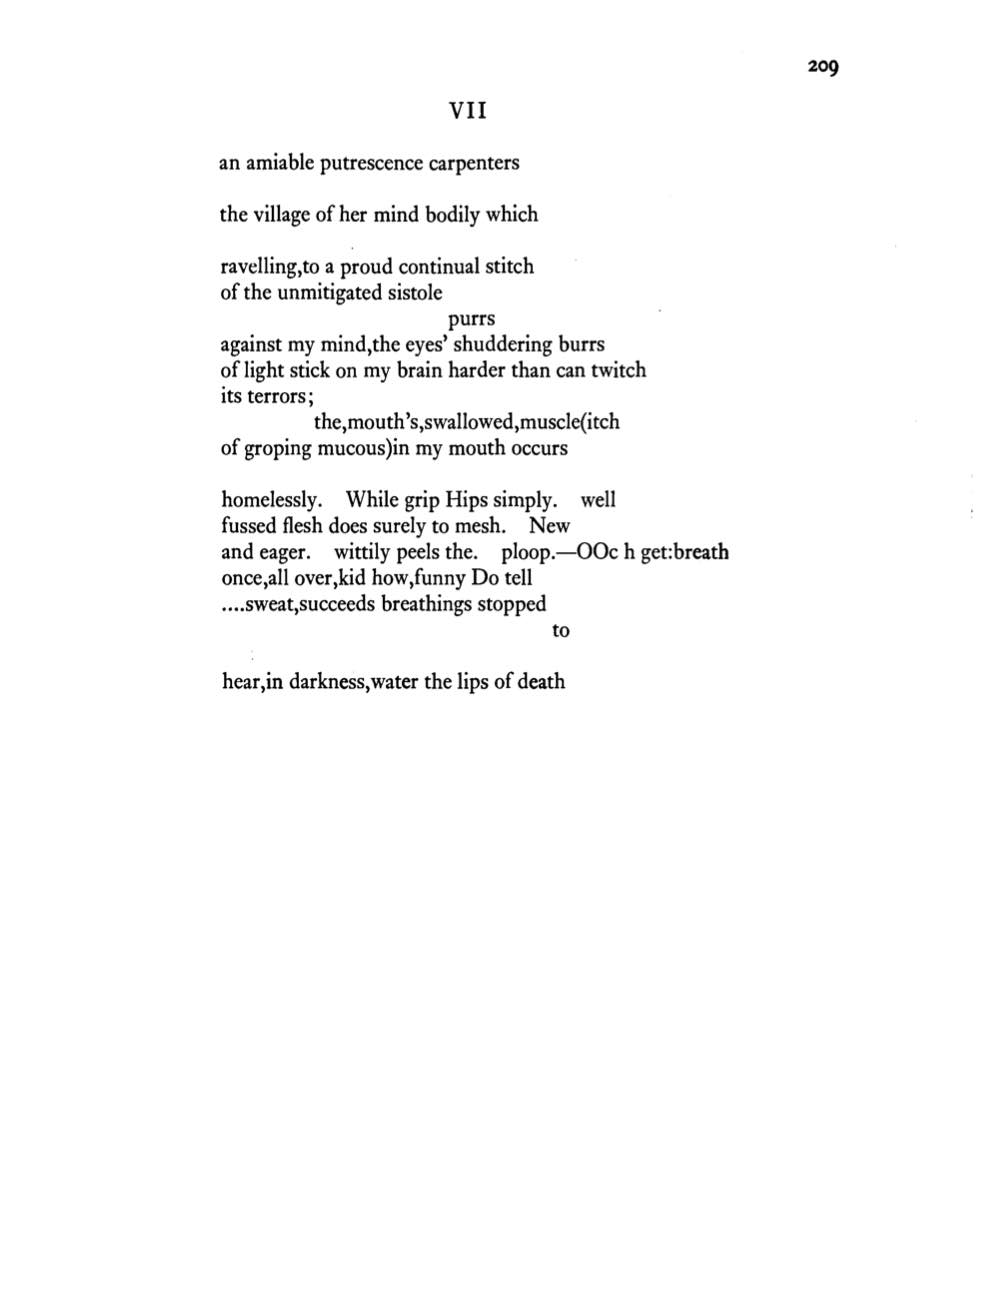 209
VII
an amiable putrescence carpenters
the village of her mind bodily which
ravelling,to a proud continual stitch
of the unmitigated sistole
purrs
against my mind,the eyes' shuddering burrs
of light stick on my brain harder than can twitch
its terrors;
the,mouth's,swallowed,muscle(itch
of groping mucous)in my mouth occurs
homelessly. While grip Hips simply. well
fussed flesh does surely to mesh. New
and eager. wittily peels the. ploop.—OOc h get:breath
once,all over,kid how,funny Do tell
....sweat,succeeds breathings stopped
to
hear,in darkness,water the lips of death